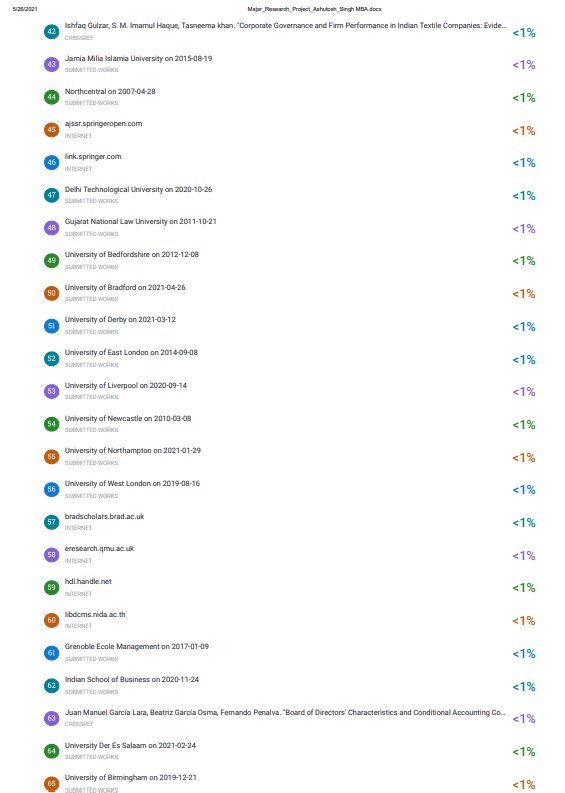 5/26/2021 Major_Research_Project_Ashutosh_Singh MBA.docx
42 Ishfaq Gulzar, S. M. Imamul Haque, Tasneema khan. "Corporate Governance and Firm Performance in Indian Textile Companies: Evide... <1%
CROSSREF
43 Jamia Milia Islamia University on 2015-08-19 <1%
SUBMITTED WORKS
44 Northcentral on 2007-04-28 <1%
SUBMITTED WORKS
45 ajssr.springeropen.com <1%
INTERNET
46 link.springer.com <1%
INTERNET
47 Delhi Technological University on 2020-10-26 <1%
SUBMITTED WORKS
48 Gujarat National Law University on 2011-10-21 <1%
SUBMITTED WORKS
49 University of Bedfordshire on 2012-12-08 <1%
SUBMITTED WORKS
50 University of Bradford on 2021-04-26 <1%
SUBMITTED WORKS
51 University of Derby on 2021-03-12 <1%
SUBMITTED WORKS
52 University of East London on 2014-09-08 <1%
SUBMITTED WORKS
53 University of Liverpool on 2020-09-14 <1%
SUBMITTED WORKS
54 University of Newcastle on 2010-03-08 <1%
SUBMITTED WORKS
55 University of Northampton on 2021-01-29 <1%
SUBMITTED WORKS
56 University of West London on 2019-08-16 <1%
SUBMITTED WORKS
57 bradscholars.brad.ac.uk <1%
INTERNET
58 eresearch.qmu.ac.uk <1%
INTERNET
59 hdl.handle.net <1%
INTERNET
60 libdcms.nida.ac.th <1%
INTERNET
61 Grenoble Ecole Management on 2017-01-09 <1%
SUBMITTED WORKS
62 Indian School of Business on 2020-11-24 <1%
SUBMITTED WORKS
63 Juan Manuel García Lara, Beatriz García Osma, Fernando Penalva. "Board of Directors' Characteristics and Conditional Accounting Co... <1%
CROSSREF
64 University Der Es Salaam on 2021-02-24 <1%
SUBMITTED WORKS
65 University of Birmingham on 2019-12-21 <1%
SUBMITTED WORKS